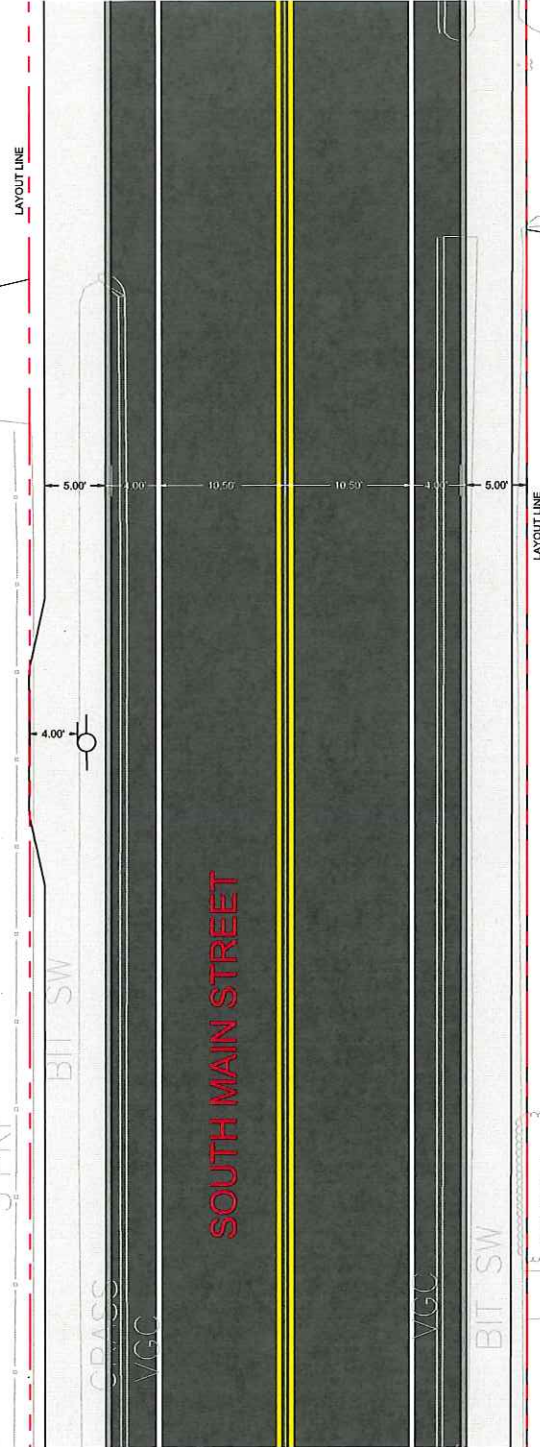 LAYOUT LINE
5.00' 4.00' 10.50' 10.50' 4.00' 5.00'
LAYOUT LINE
4.00'
SOUTH MAIN STREET
BIT SW
GRASS
VGC
VGC
BIT SW